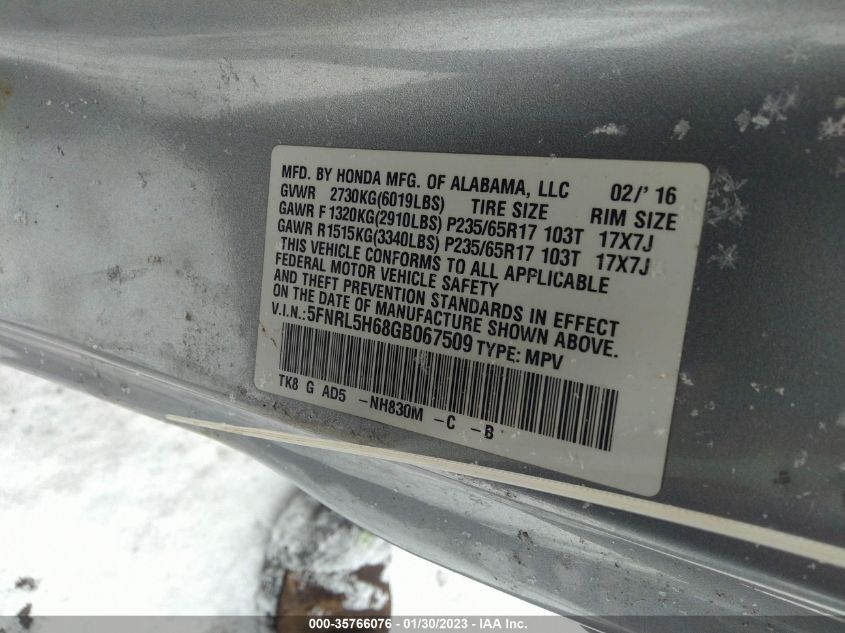 MFD. BY HONDA MFG. OF ALABAMA, LLC 02/' 16
GVWR 2730KG(6019LBS) TIRE SIZE RIM SIZE
GAWR F 1320KG(2910LBS) P235/65R17 103T 17X7J
GAWR R1515KG(3340LBS) P235/65R17 103T 17X7J
THIS VEHICLE CONFORMS TO ALL APPLICABLE
FEDERAL MOTOR VEHICLE SAFETY
AND THEFT PREVENTION STANDARDS IN EFFECT
ON THE DATE OF MANUFACTURE SHOWN ABOVE.
V.I.N.:5FNRL5H68GB067509 TYPE: MPV
TK8 G AD5 -NH830M -C -B
000-35766076 - 01/30/2023 - IAA Inc.